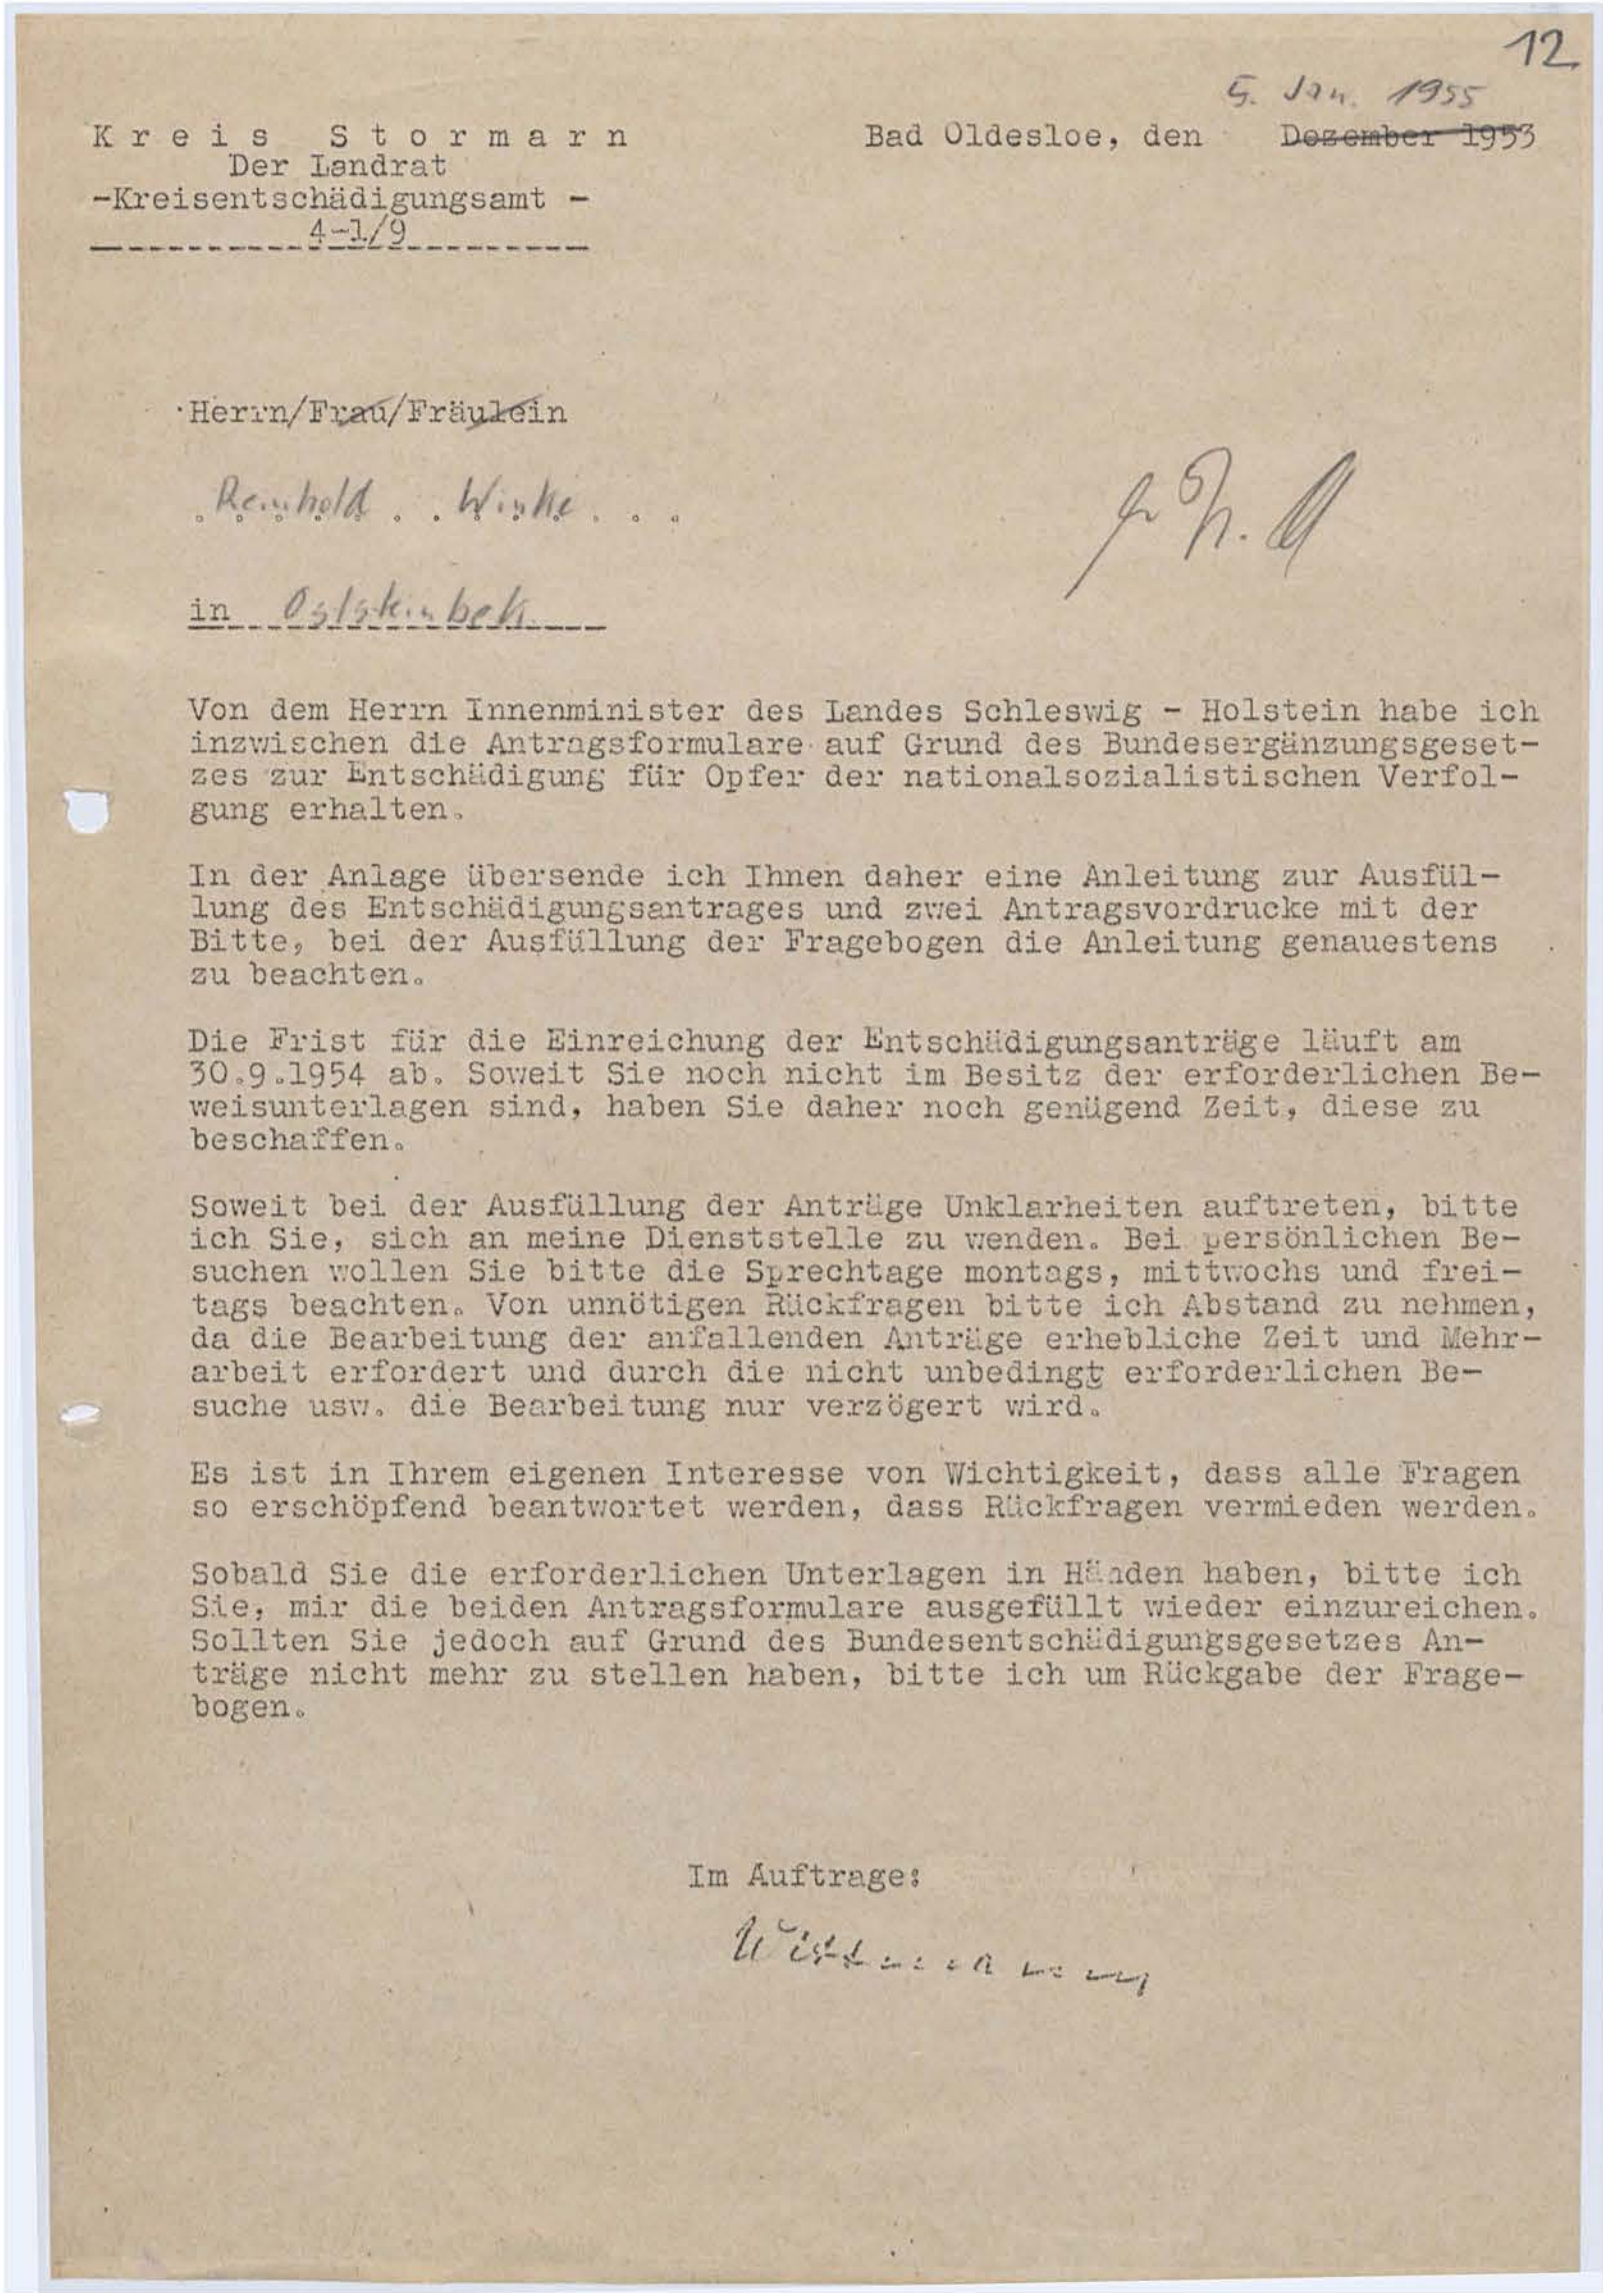 12
5. Jan. 1955
Kreis Stormarn Bad Oldesloe, den Dezember 1953
Der Landrat
-Kreisentschädigungsamt -
4-1/9
Herrn/Frau/Fräulein
Reinhold Winke
in Oststeinbek
Von dem Herrn Innenminister des Landes Schleswig - Holstein habe ich
inzwischen die Antragsformulare auf Grund des Bundesergänzungsgeset-
zes zur Entschädigung für Opfer der nationalsozialistischen Verfol-
gung erhalten.
In der Anlage übersende ich Ihnen daher eine Anleitung zur Ausfül-
lung des Entschädigungsantrages und zwei Antragsvordrucke mit der
Bitte, bei der Ausfüllung der Fragebogen die Anleitung genauestens
zu beachten.
Die Frist für die Einreichung der Entschädigungsanträge läuft am
30.9.1954 ab. Soweit Sie noch nicht im Besitz der erforderlichen Be-
weisunterlagen sind, haben Sie daher noch genügend Zeit, diese zu
beschaffen.
Soweit bei der Ausfüllung der Anträge Unklarheiten auftreten, bitte
ich Sie, sich an meine Dienststelle zu wenden. Bei persönlichen Be-
suchen wollen Sie bitte die Sprechtage montags, mittwochs und frei-
tags beachten. Von unnötigen Rückfragen bitte ich Abstand zu nehmen,
da die Bearbeitung der anfallenden Anträge erhebliche Zeit und Mehr-
arbeit erfordert und durch die nicht unbedingt erforderlichen Be-
suche usw. die Bearbeitung nur verzögert wird.
Es ist in Ihrem eigenen Interesse von Wichtigkeit, dass alle Fragen
so erschöpfend beantwortet werden, dass Rückfragen vermieden werden.
Sobald Sie die erforderlichen Unterlagen in Händen haben, bitte ich
Sie, mir die beiden Antragsformulare ausgefüllt wieder einzureichen.
Sollten Sie jedoch auf Grund des Bundesentschädigungsgesetzes An-
träge nicht mehr zu stellen haben, bitte ich um Rückgabe der Frage-
bogen.
Im Auftrage: